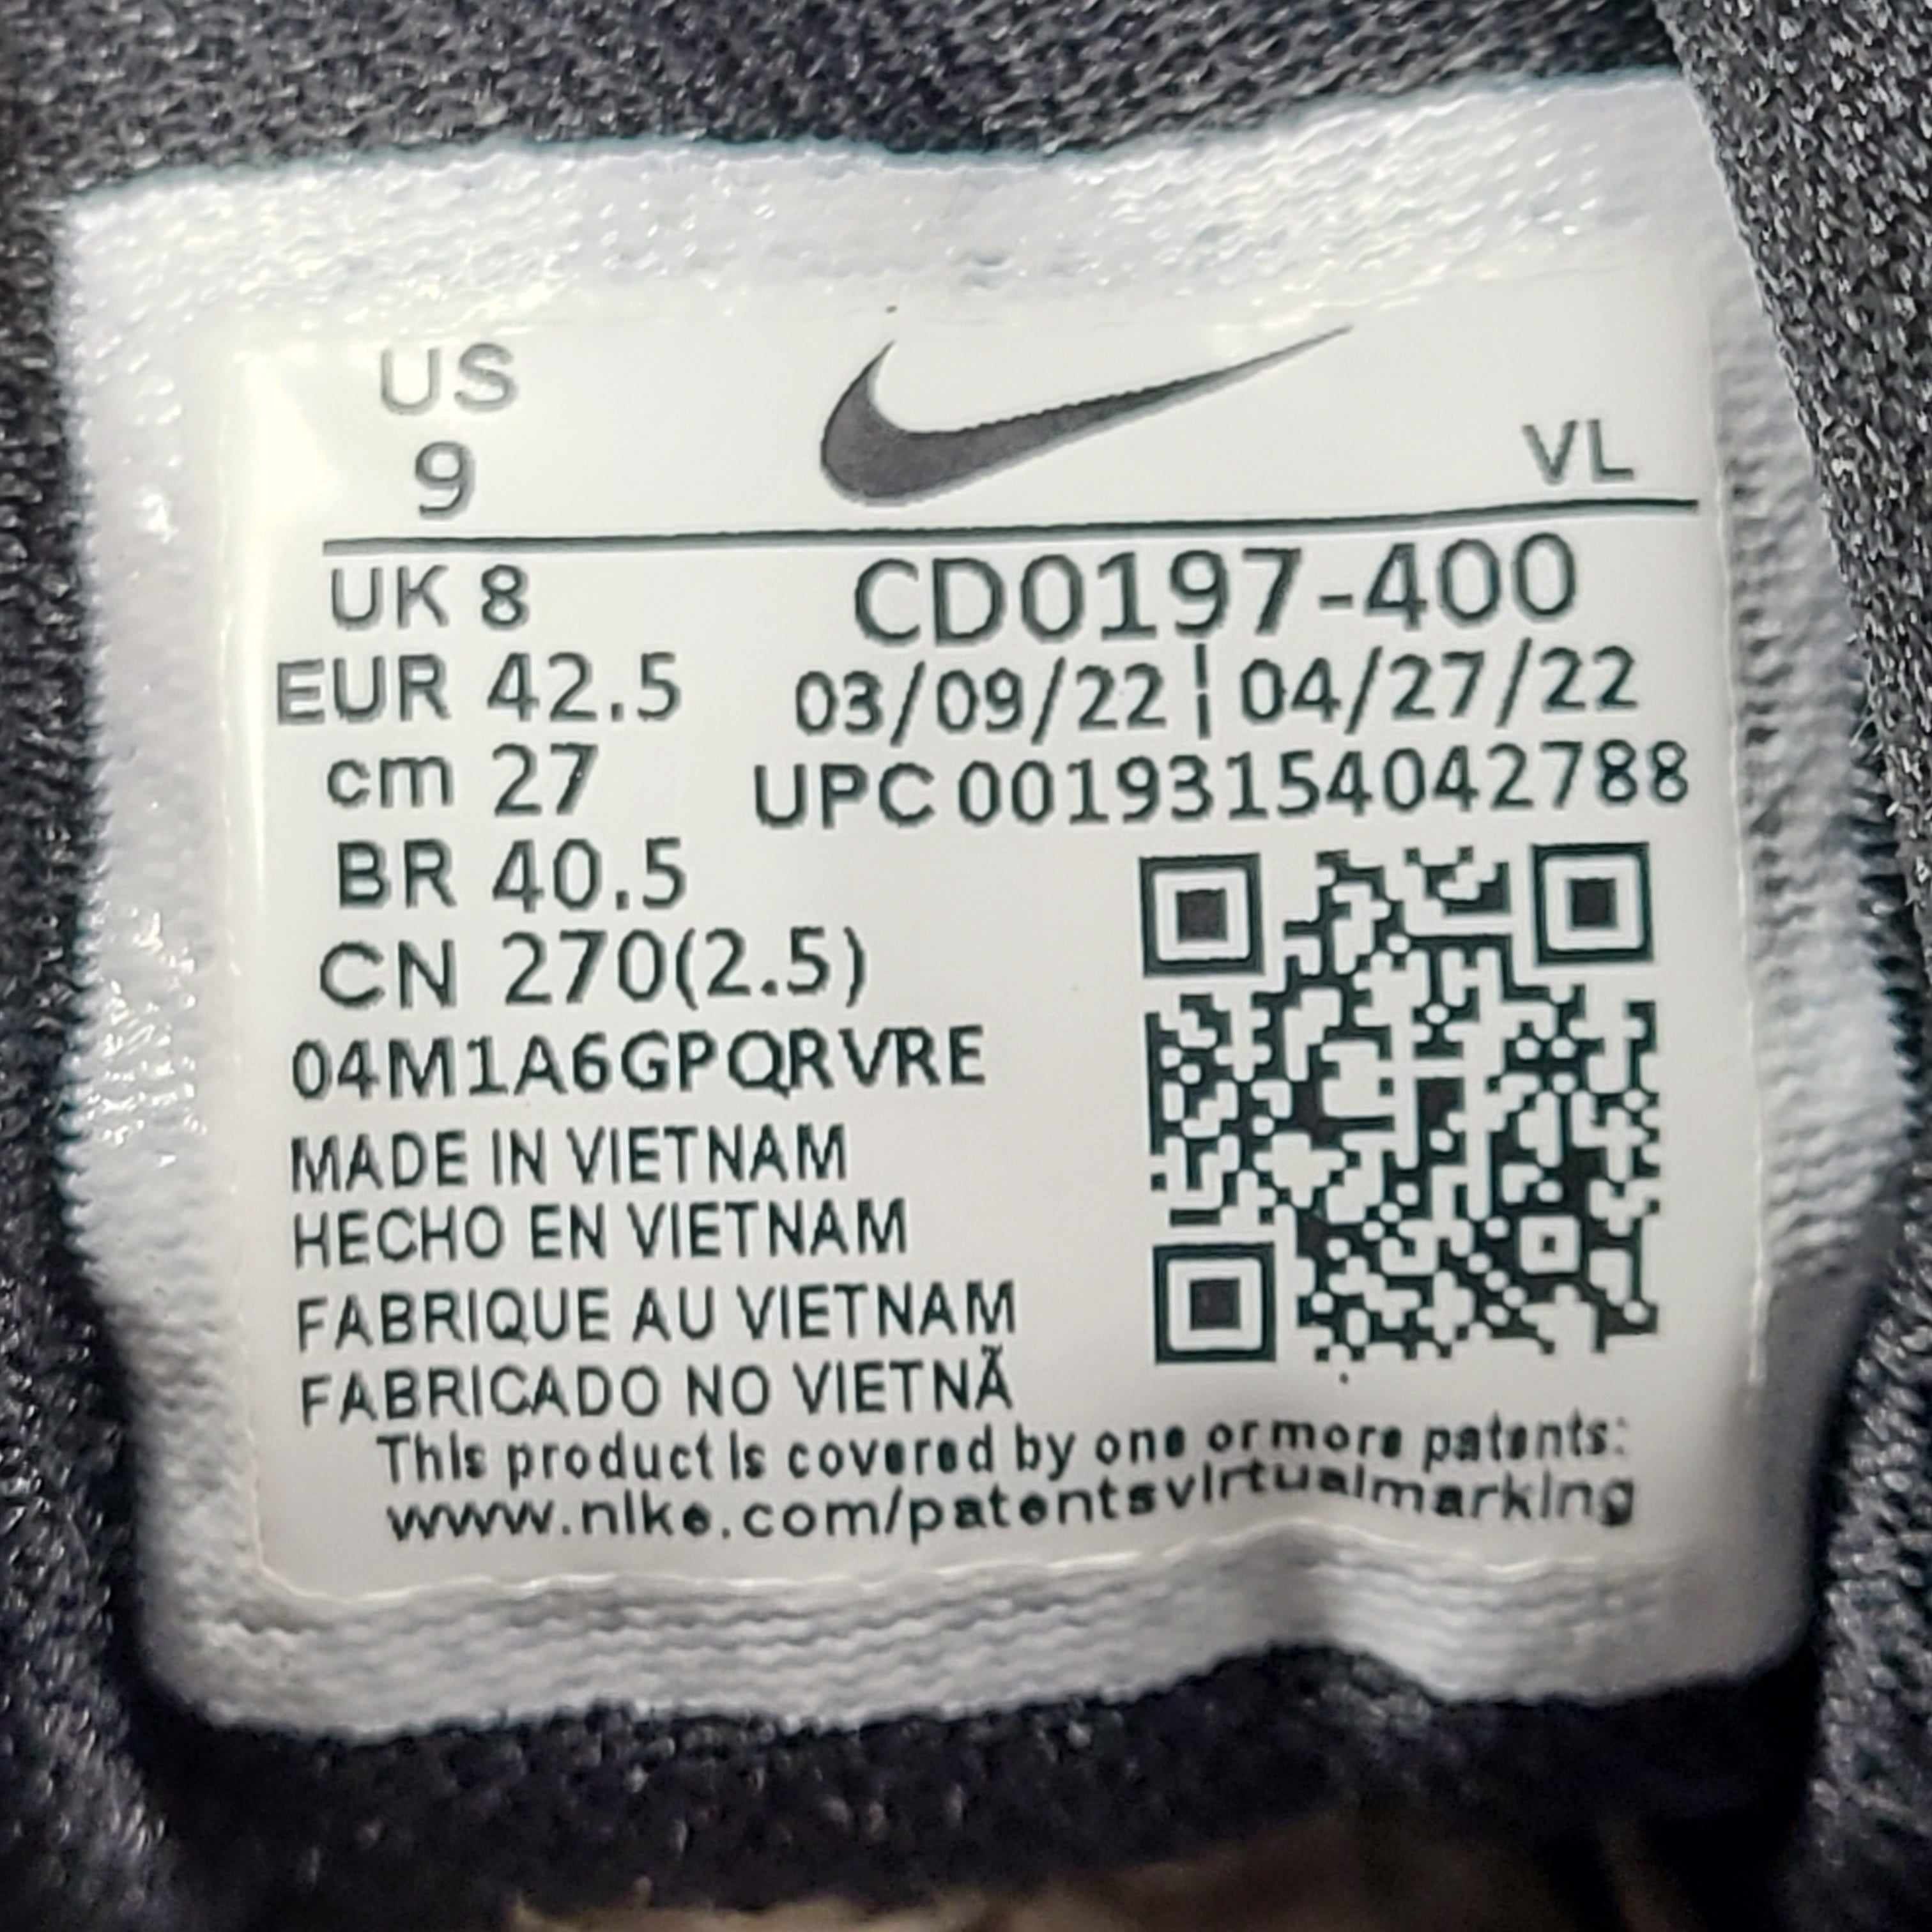 US
9
VL
UK 8
CD0197-400
EUR 42.5
03/09/22 ¦ 04/27/22
cm 27
UPC 00193154042788
BR 40.5
CN 270(2.5)
04M1A6GPQRVRE
MADE IN VIETNAM
HECHO EN VIETNAM
FABRIQUE AU VIETNAM
FABRICADO NO VIETNÃ
This product is covered by one or more patents:
www.nike.com/patentsvirtualmarking